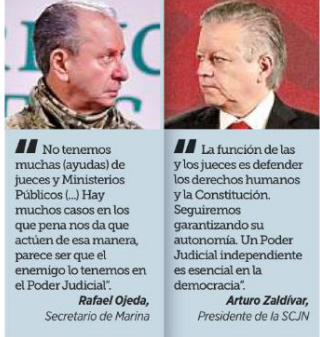 " No tenemos
muchas (ayudas) de
jueces y Ministerios
Públicos (...) Hay
muchos casos en los
que pena nos da que
actúen de esa manera,
parece ser que el
enemigo lo tenemos en
el Poder Judicial".
Rafael Ojeda,
Secretario de Marina
" La función de las
y los jueces es defender
los derechos humanos
y la Constitución.
Seguiremos
garantizando su
autonomía. Un Poder
Judicial independiente
es esencial en la
democracia".
Arturo Zaldívar,
Presidente de la SCJN